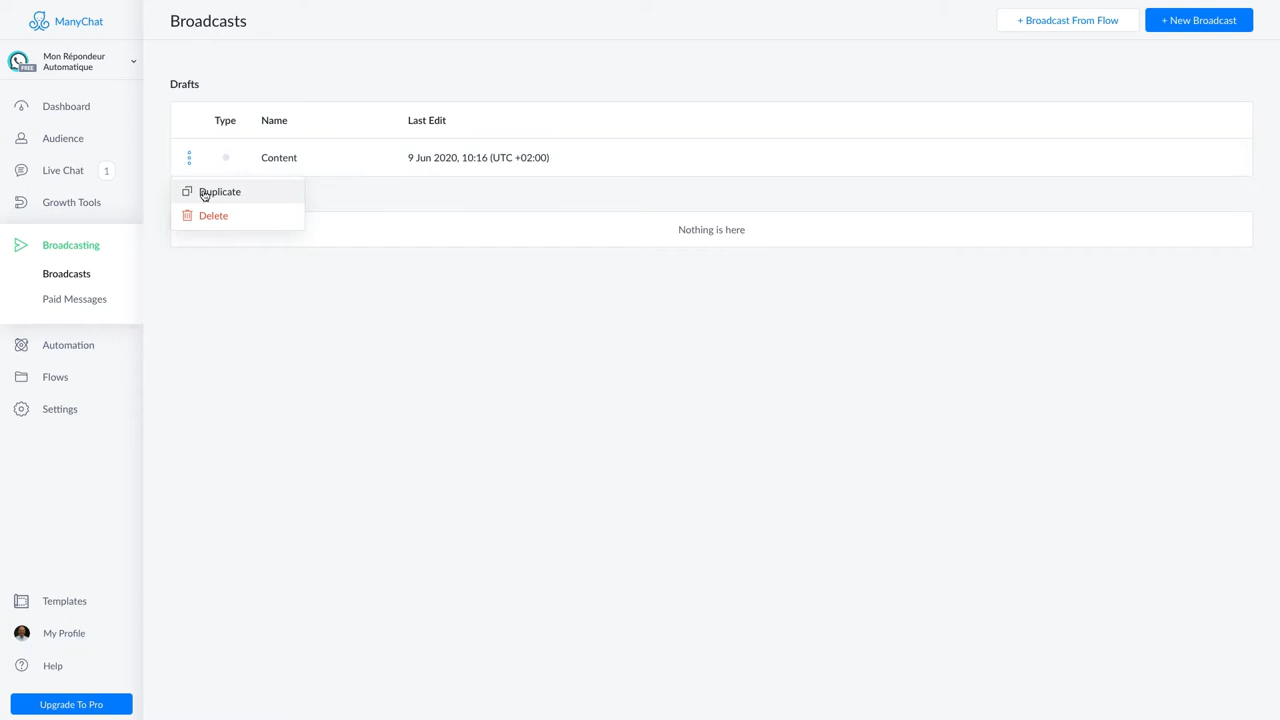 ManyChat
Broadcasts
+ Broadcast From Flow
+ New Broadcast
Mon Répondeur
Automatique
FREE
Dashboard
Audience
Live Chat 1
Growth Tools
Broadcasting
Broadcasts
Paid Messages
Automation
Flows
Settings
Templates
My Profile
Help
Upgrade To Pro
Drafts
Type Name Last Edit
Content 9 Jun 2020, 10:16 (UTC +02:00)
Duplicate
Delete
Nothing is here